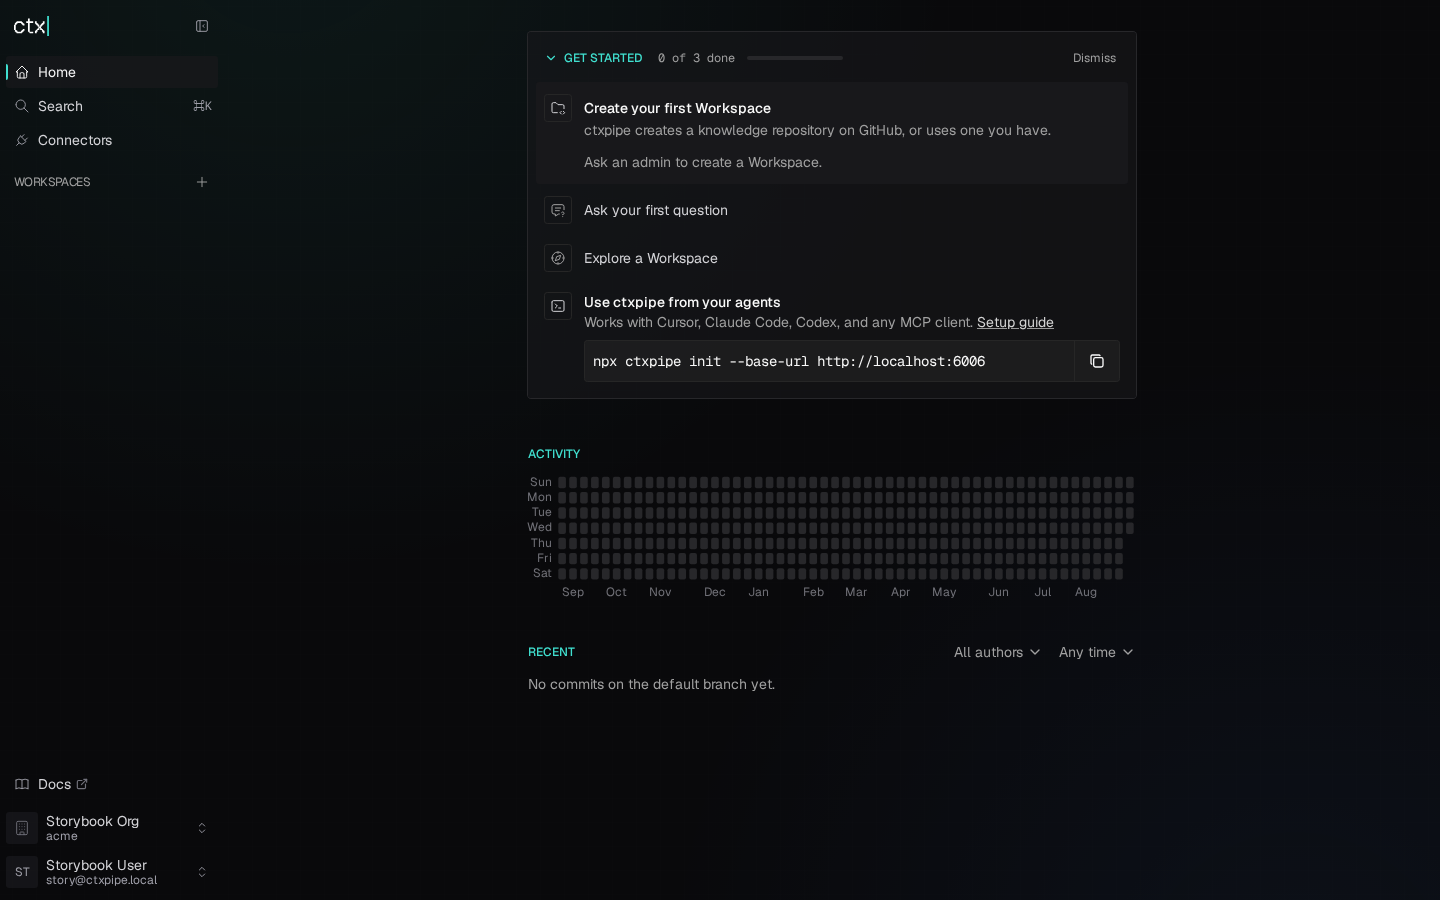 ctx
Home
Search ⌘K
Connectors
WORKSPACES
GET STARTED 0 of 3 done Dismiss
Create your first Workspace
ctxpipe creates a knowledge repository on GitHub, or uses one you have.
Ask an admin to create a Workspace.
Ask your first question
Explore a Workspace
Use ctxpipe from your agents
Works with Cursor, Claude Code, Codex, and any MCP client. Setup guide
npx ctxpipe init --base-url http://localhost:6006
ACTIVITY
Sun
Mon
Tue
Wed
Thu
Fri
Sat
Sep Oct Nov Dec Jan Feb Mar Apr May Jun Jul Aug
RECENT All authors Any time
No commits on the default branch yet.
Docs
Storybook Org
acme
ST Storybook User
story@ctxpipe.local